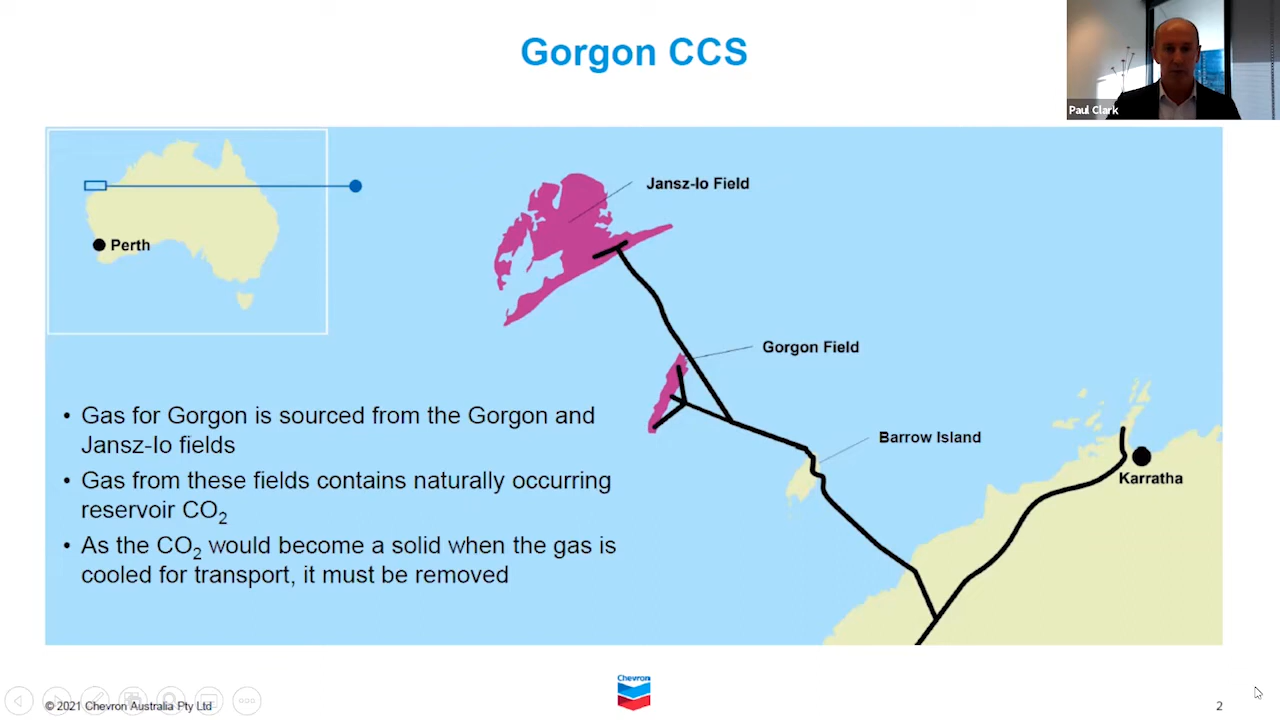 Gorgon CCS
Paul Clark
Perth
Jansz-Io Field
Gorgon Field
Barrow Island
Karratha
• Gas for Gorgon is sourced from the Gorgon and
Jansz-Io fields
• Gas from these fields contains naturally occurring
reservoir CO₂
• As the CO₂ would become a solid when the gas is
cooled for transport, it must be removed
Chevron
© 2021 Chevron Australia Pty Ltd
2